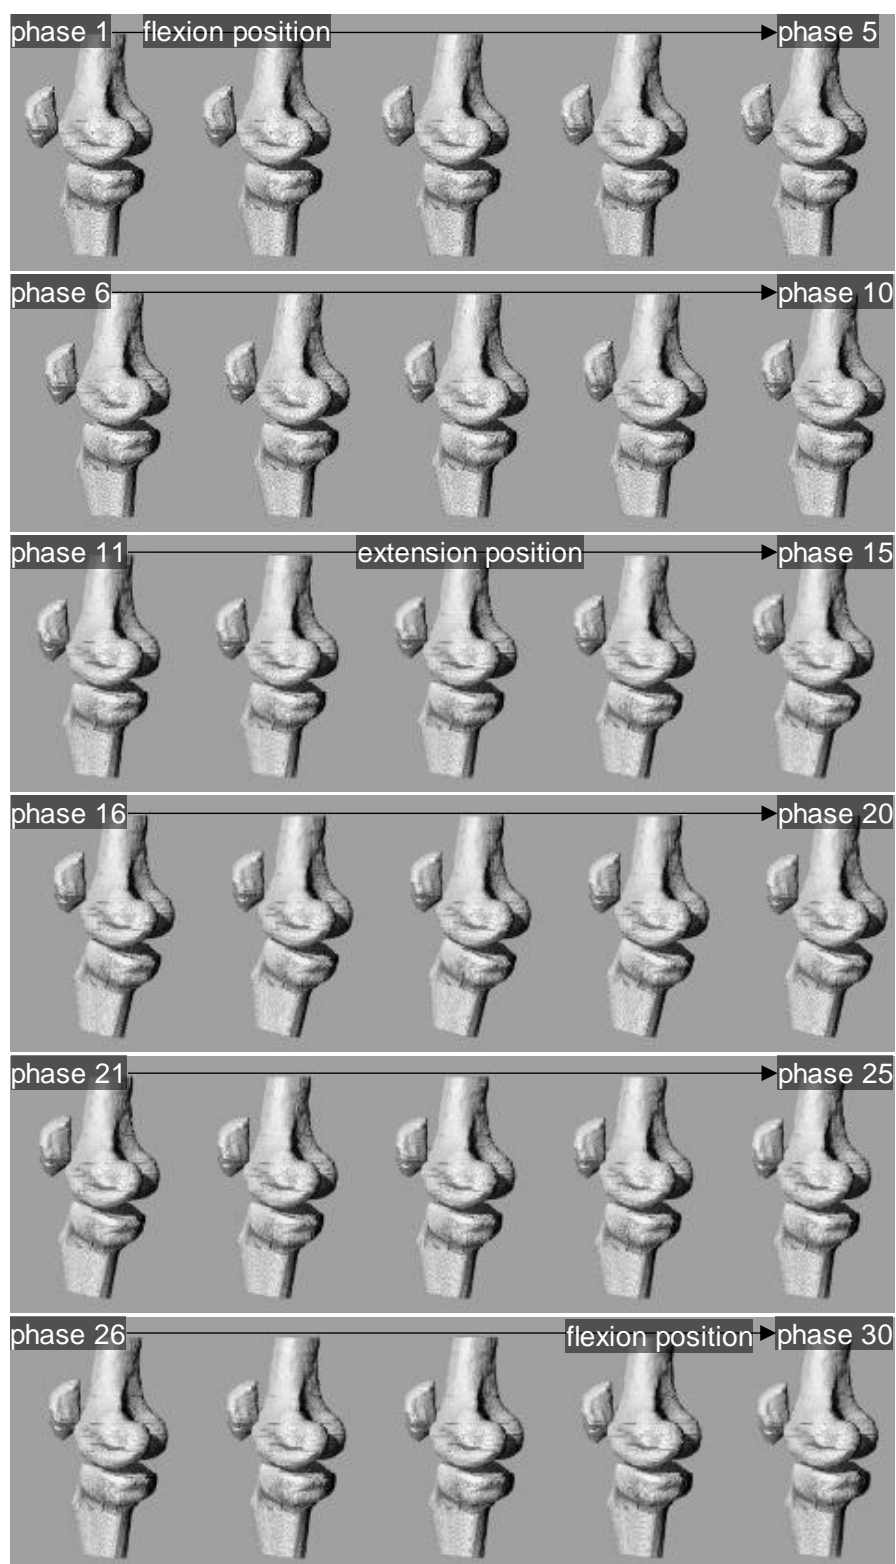 phase 1 flexion position phase 5
phase 6 phase 10
phase 11 extension position phase 15
phase 16 phase 20
phase 21 phase 25
phase 26 flexion position phase 30